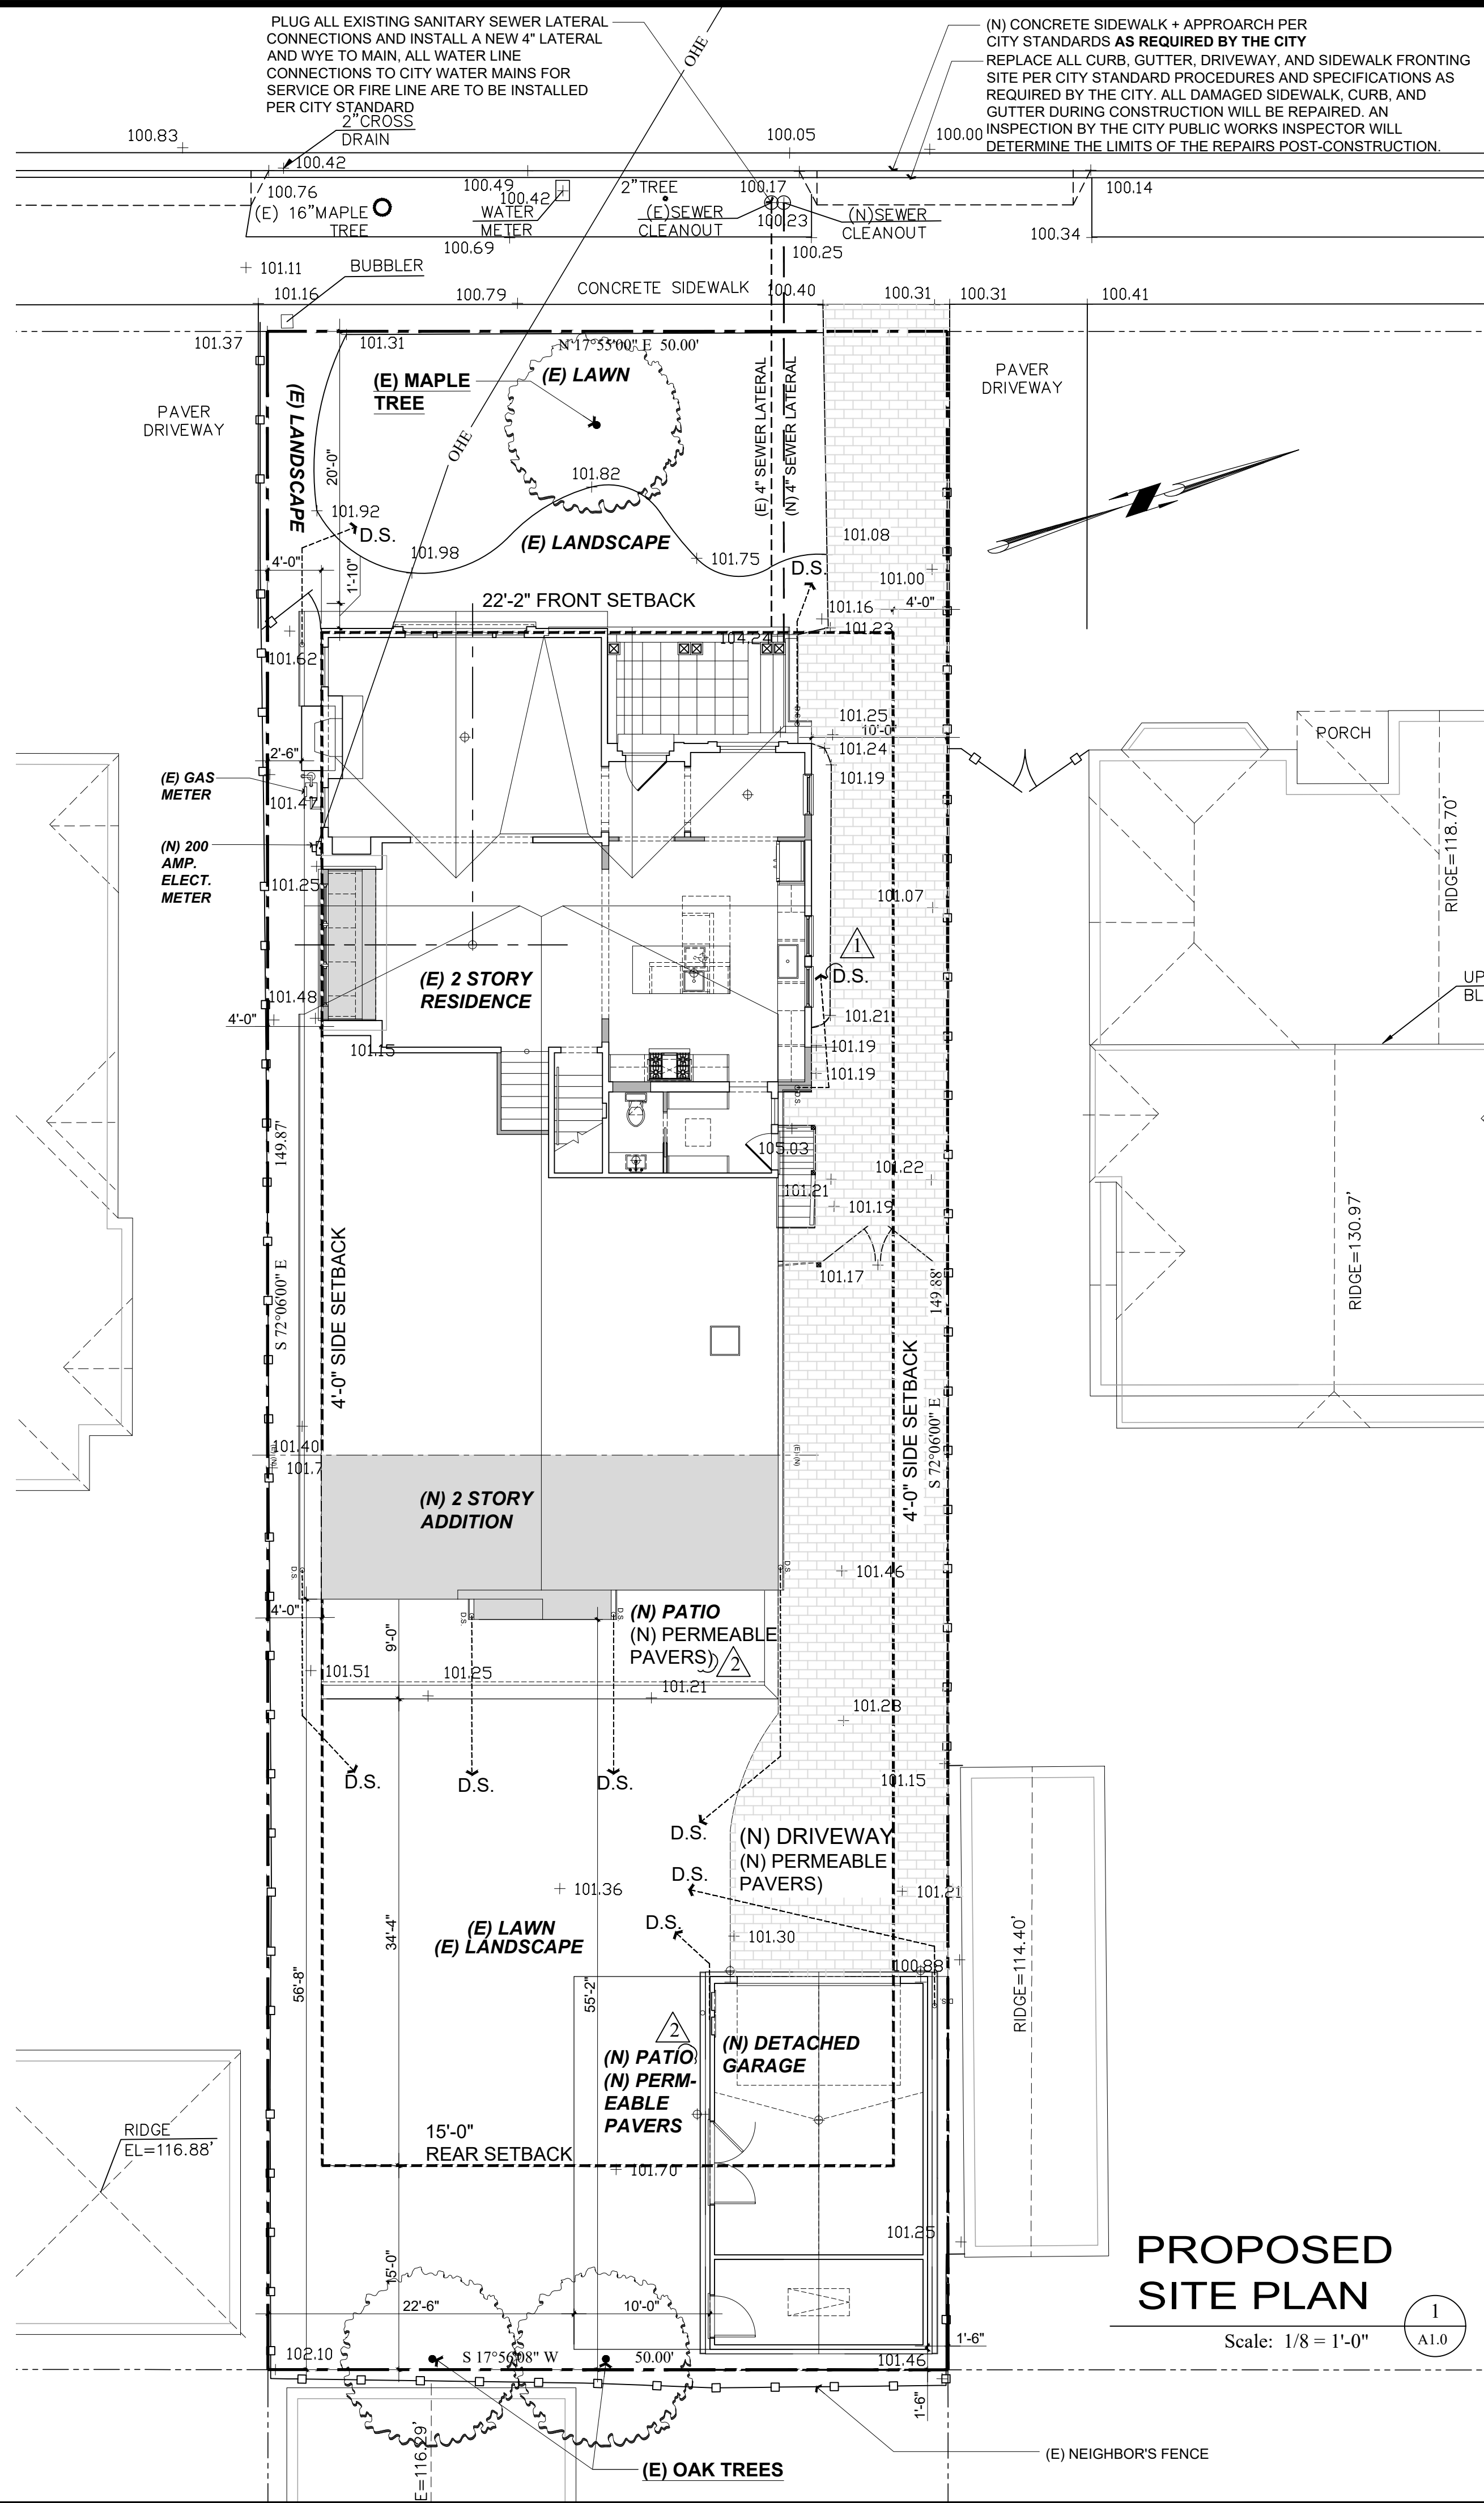 PLUG ALL EXISTING SANITARY SEWER LATERAL
CONNECTIONS AND INSTALL A NEW 4" LATERAL
AND WYE TO MAIN, ALL WATER LINE
CONNECTIONS TO CITY WATER MAINS FOR
SERVICE OR FIRE LINE ARE TO BE INSTALLED
PER CITY STANDARD
OHE
(N) CONCRETE SIDEWALK + APPROARCH PER
CITY STANDARDS AS REQUIRED BY THE CITY
REPLACE ALL CURB, GUTTER, DRIVEWAY, AND SIDEWALK FRONTING
SITE PER CITY STANDARD PROCEDURES AND SPECIFICATIONS AS
REQUIRED BY THE CITY. ALL DAMAGED SIDEWALK, CURB, AND
GUTTER DURING CONSTRUCTION WILL BE REPAIRED. AN
INSPECTION BY THE CITY PUBLIC WORKS INSPECTOR WILL
DETERMINE THE LIMITS OF THE REPAIRS POST-CONSTRUCTION.
2"CROSS
DRAIN
100.83
100.05
100.00
100.42
100.76
100.49
100.42
2"TREE
100.17
100.14
(E) 16"MAPLE
TREE
WATER
METER
(E)SEWER
CLEANOUT
100.23
(N)SEWER
CLEANOUT
100.34
100.69
100.25
101.11
BUBBLER
101.16
100.79
CONCRETE SIDEWALK
100.40
100.31
100.31
100.41
101.37
101.31
N 17°55'00" E 50.00'
(E) MAPLE
TREE
(E) LAWN
PAVER
DRIVEWAY
PAVER
DRIVEWAY
(E) LANDSCAPE
20'-0"
OHE
(E) 4" SEWER LATERAL
(N) 4" SEWER LATERAL
101.82
101.92
D.S.
101.98
(E) LANDSCAPE
101.75
101.08
4'-0"
1'-10"
D.S.
101.00
22'-2" FRONT SETBACK
101.16
4'-0"
101.23
104.24
101.62
101.25
10'-0"
101.24
101.19
PORCH
2'-6"
(E) GAS
METER
101.47
RIDGE=118.70'
(N) 200
AMP.
ELECT.
METER
101.25
101.07
1
D.S.
(E) 2 STORY
RESIDENCE
101.48
4'-0"
101.21
UP
BL
101.15
101.19
101.19
D.S.
149.87'
105.03
101.22
101.21
101.19
RIDGE=130.97'
101.17
149.88'
S 72°06'00" E
4'-0" SIDE SETBACK
4'-0" SIDE SETBACK
S 72°06'00" E
101.40
(E)
(N)
(E)
(N)
101.7
(N) 2 STORY
ADDITION
D.S.
D.S.
101.46
4'-0"
D.S.
D.S.
(N) PATIO
(N) PERMEABLE
PAVERS)
2
9'-0"
101.51
101.25
101.21
101.28
D.S.
D.S.
D.S.
101.15
D.S.
(N) DRIVEWAY
(N) PERMEABLE
PAVERS)
D.S.
101.36
101.21
D.S.
(E) LAWN
(E) LANDSCAPE
34'-4"
101.30
100.88
56'-8"
55'-2"
D.S.
RIDGE=114.40'
2
(N) PATIO
(N) PERM-
EABLE
PAVERS
(N) DETACHED
GARAGE
RIDGE
EL=116.88'
15'-0"
REAR SETBACK
101.70
101.25
15'-0"
22'-6"
10'-0"
1'-6"
102.10
S 17°56'08" W
50.00'
101.46
1'-6"
E=116.29'
(E) OAK TREES
(E) NEIGHBOR'S FENCE
PROPOSED
SITE PLAN
Scale: 1/8 = 1'-0"
1
A1.0